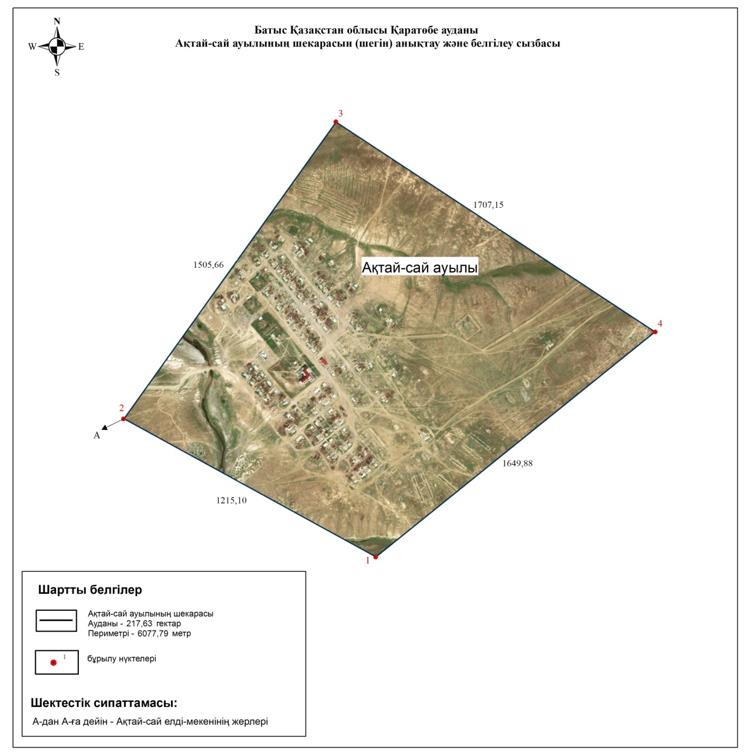 N
W E
S
Батыс Қазақстан облысы Қаратөбе ауданы
Ақтай-сай ауылының шекарасын (шегін) анықтау және белгілеу сызбасы
3
1707,15
1505,66
Ақтай-сай ауылы
4
2
А
1649,88
1215,10
1
Шартты белгілер
Ақтай-сай ауылының шекарасы
Ауданы - 217,63 гектар
Периметрі - 6077,79 метр
1
бұрылу нүктелері
Шектестік сипаттамасы:
А-дан А-ға дейін - Ақтай-сай елді-мекенінің жерлері